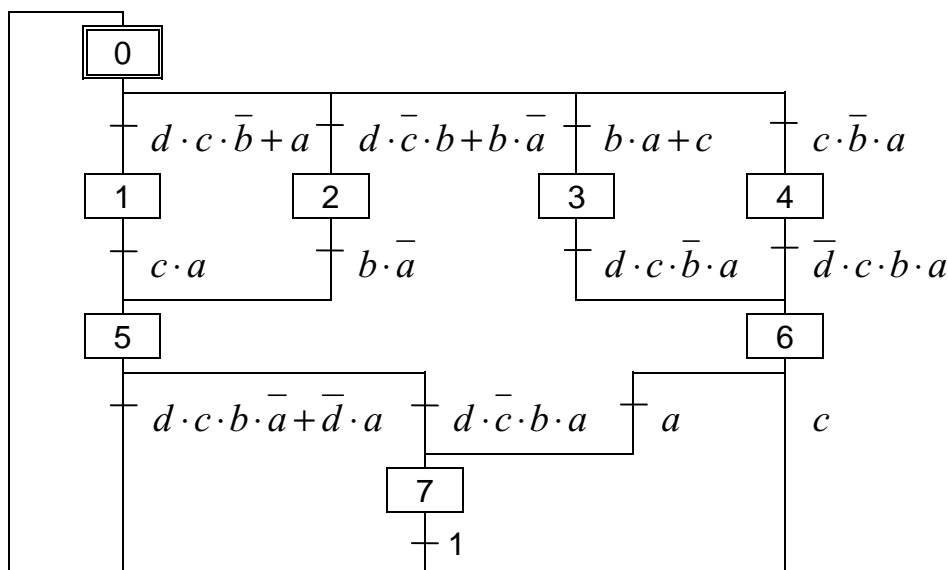 0
d · c · b̅ + a d · c̅ · b + b · a̅ b · a + c c · b̅ · a
1 2 3 4
c · a b · a̅ d · c · b̅ · a d̅ · c · b · a
5 6
d · c · b · a̅ + d̅ · a d · c̅ · b · a a c
7
1